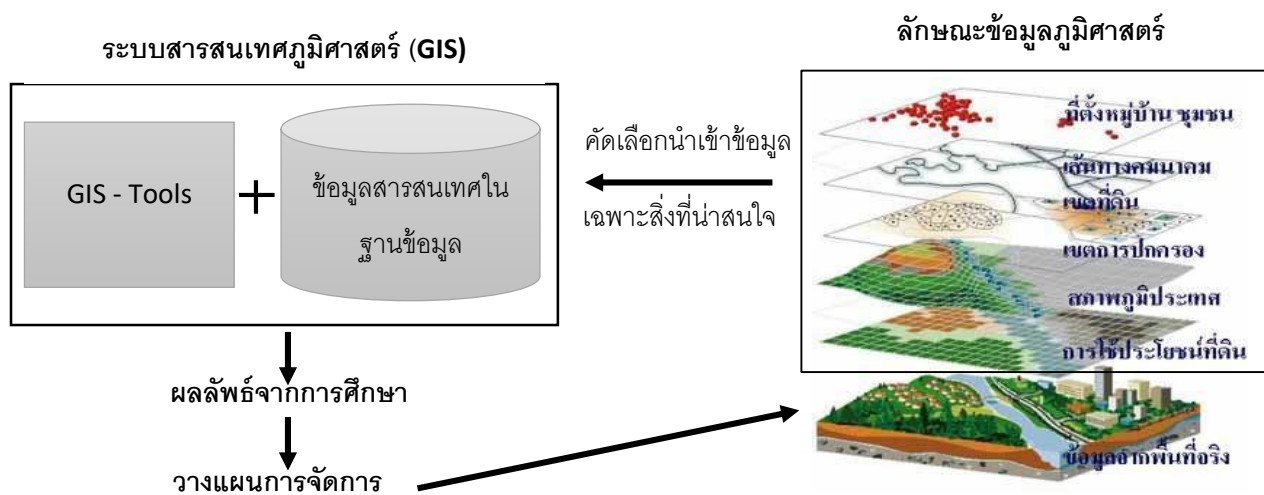 ระบบสารสนเทศภูมิศาสตร์ (GIS)
GIS - Tools
+
ข้อมูลสารสนเทศใน
ฐานข้อมูล
ผลลัพธ์จากการศึกษา
วางแผนการจัดการ
คัดเลือกนำเข้าข้อมูล
เฉพาะสิ่งที่น่าสนใจ
ลักษณะข้อมูลภูมิศาสตร์
ที่ตั้งหมู่บ้าน ชุมชน
เส้นทางคมนาคม
เขตที่ดิน
เขตการปกครอง
สภาพภูมิประเทศ
การใช้ประโยชน์ที่ดิน
ข้อมูลจากพื้นที่จริง